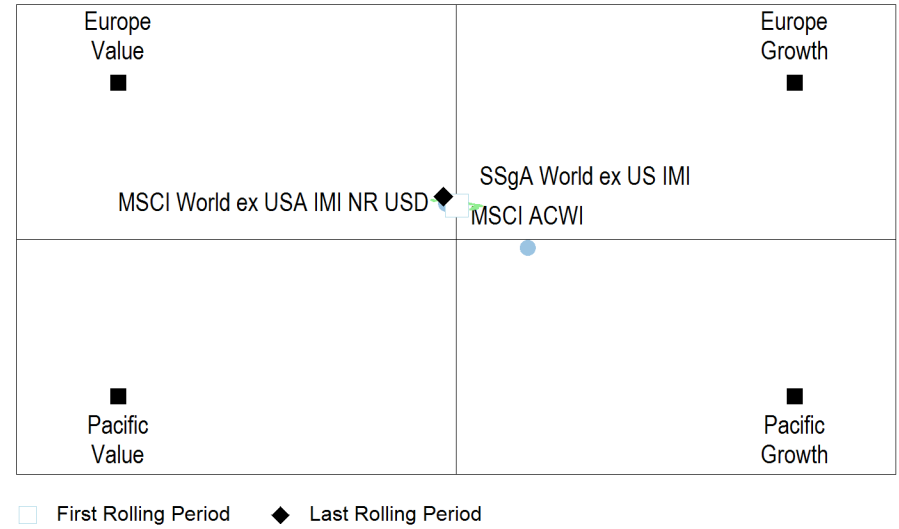 Europe
Value
Europe
Growth
SSgA World ex US IMI
MSCI World ex USA IMI NR USD
MSCI ACWI
Pacific
Value
Pacific
Growth
First Rolling Period
Last Rolling Period